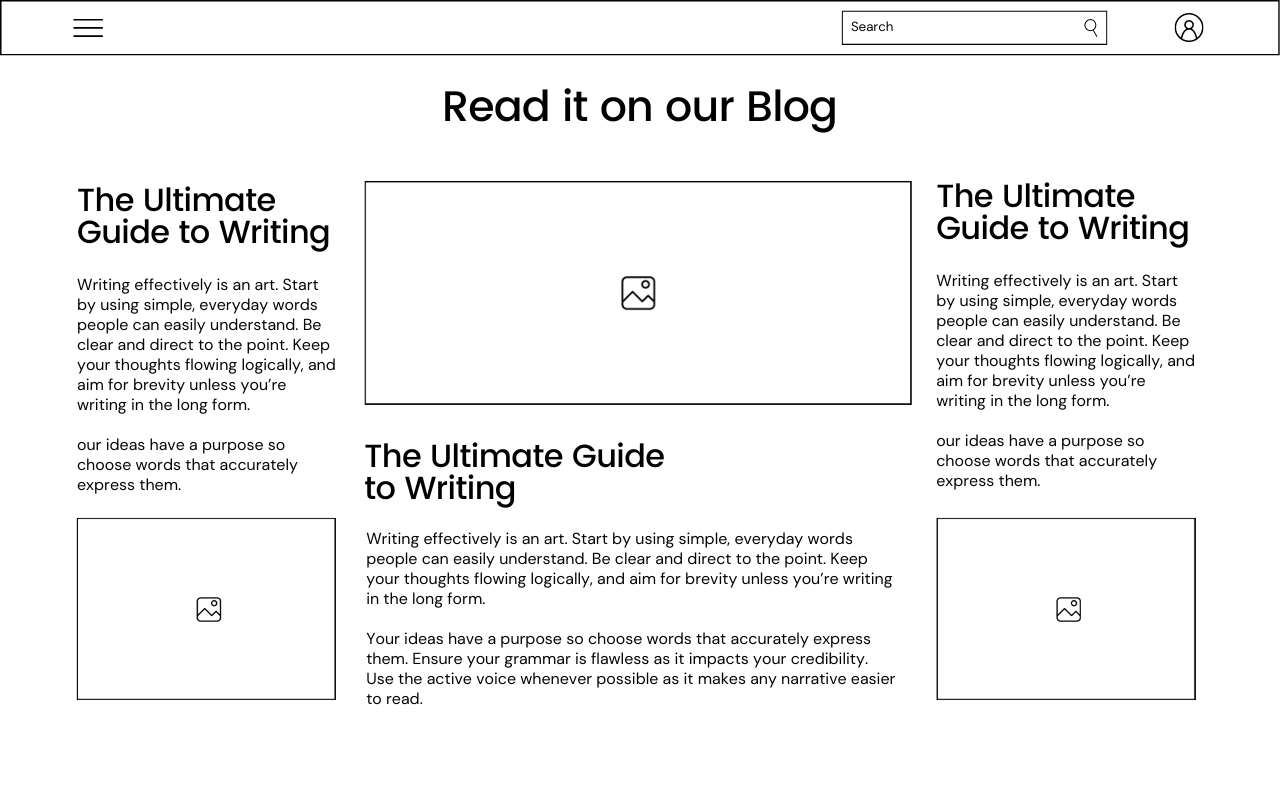 Search
Read it on our Blog
The Ultimate
Guide to Writing
Writing effectively is an art. Start
by using simple, everyday words
people can easily understand. Be
clear and direct to the point. Keep
your thoughts flowing logically, and
aim for brevity unless you’re
writing in the long form.
our ideas have a purpose so
choose words that accurately
express them.
The Ultimate Guide
to Writing
Writing effectively is an art. Start by using simple, everyday words
people can easily understand. Be clear and direct to the point. Keep
your thoughts flowing logically, and aim for brevity unless you’re writing
in the long form.
Your ideas have a purpose so choose words that accurately express
them. Ensure your grammar is flawless as it impacts your credibility.
Use the active voice whenever possible as it makes any narrative easier
to read.
The Ultimate
Guide to Writing
Writing effectively is an art. Start
by using simple, everyday words
people can easily understand. Be
clear and direct to the point. Keep
your thoughts flowing logically, and
aim for brevity unless you’re
writing in the long form.
our ideas have a purpose so
choose words that accurately
express them.